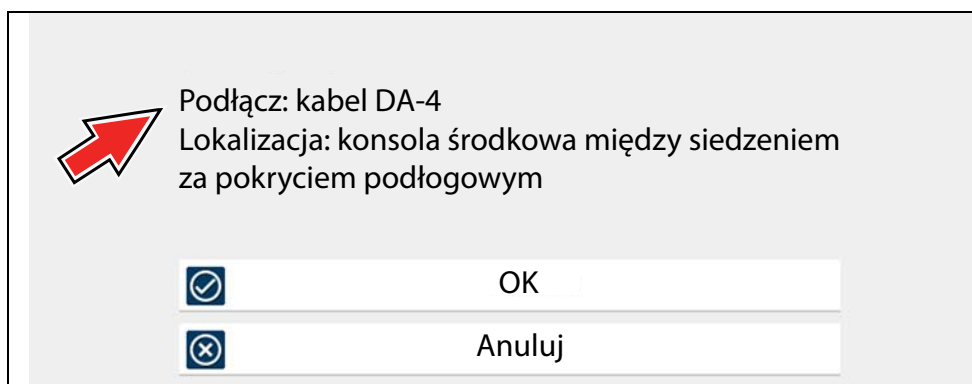 Podłącz: kabel DA-4
Lokalizacja: konsola środkowa między siedzeniem
za pokryciem podłogowym
OK
Anuluj